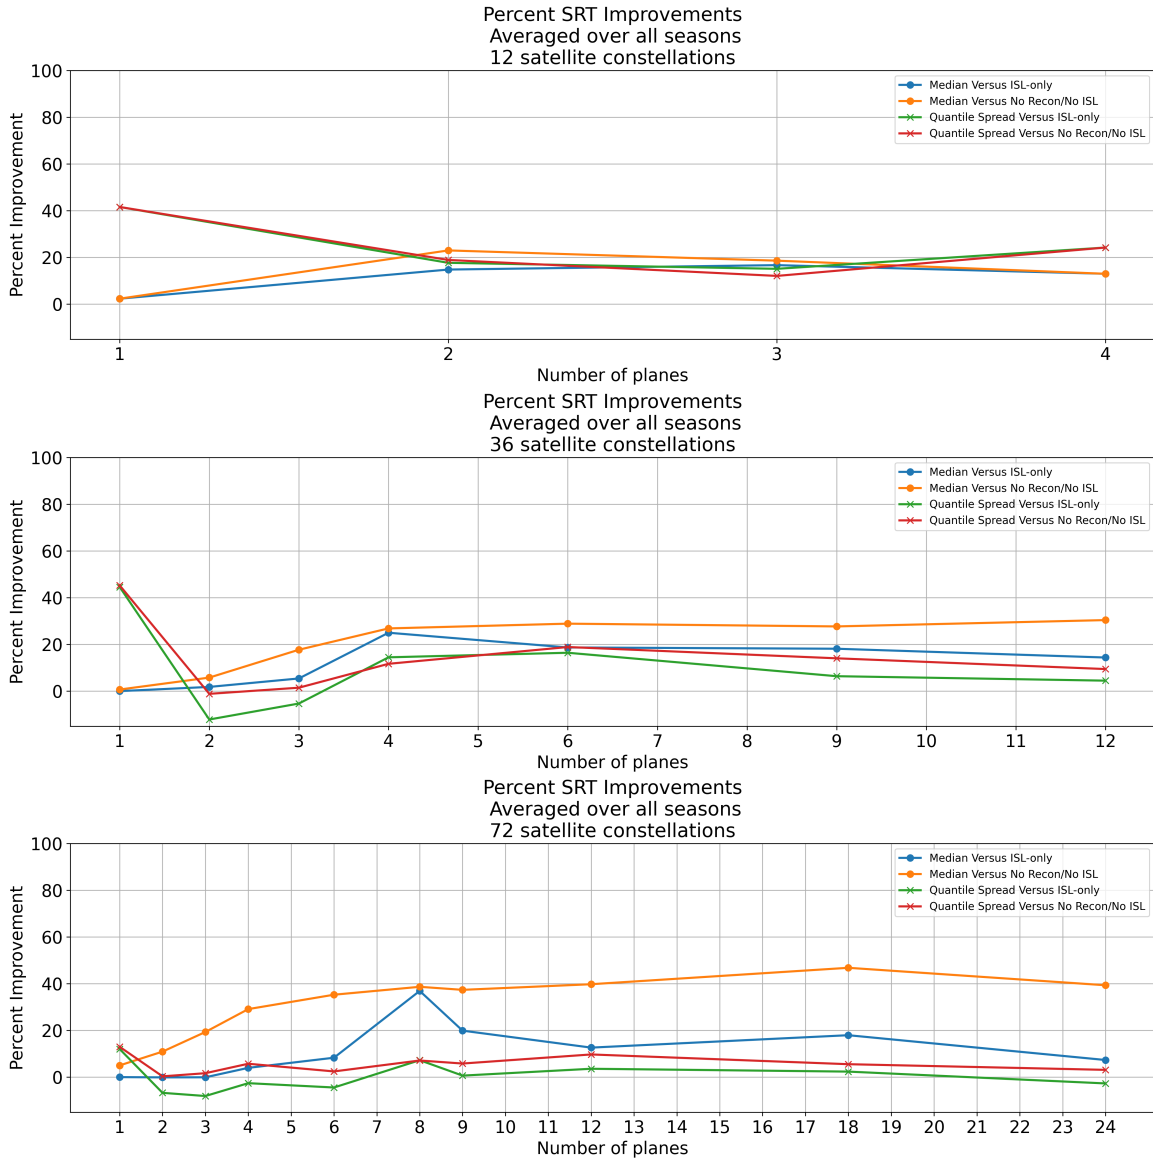 Percent SRT Improvements
Averaged over all seasons
12 satellite constellations
100
80
60
40
20
0
Percent Improvement
Median Versus ISL-only
Median Versus No Recon/No ISL
Quantile Spread Versus ISL-only
Quantile Spread Versus No Recon/No ISL
1 2 3 4
Number of planes
Percent SRT Improvements
Averaged over all seasons
36 satellite constellations
100
80
60
40
20
0
Percent Improvement
Median Versus ISL-only
Median Versus No Recon/No ISL
Quantile Spread Versus ISL-only
Quantile Spread Versus No Recon/No ISL
1 2 3 4 5 6 7 8 9 10 11 12
Number of planes
Percent SRT Improvements
Averaged over all seasons
72 satellite constellations
100
80
60
40
20
0
Percent Improvement
Median Versus ISL-only
Median Versus No Recon/No ISL
Quantile Spread Versus ISL-only
Quantile Spread Versus No Recon/No ISL
1 2 3 4 5 6 7 8 9 10 11 12 13 14 15 16 17 18 19 20 21 22 23 24
Number of planes